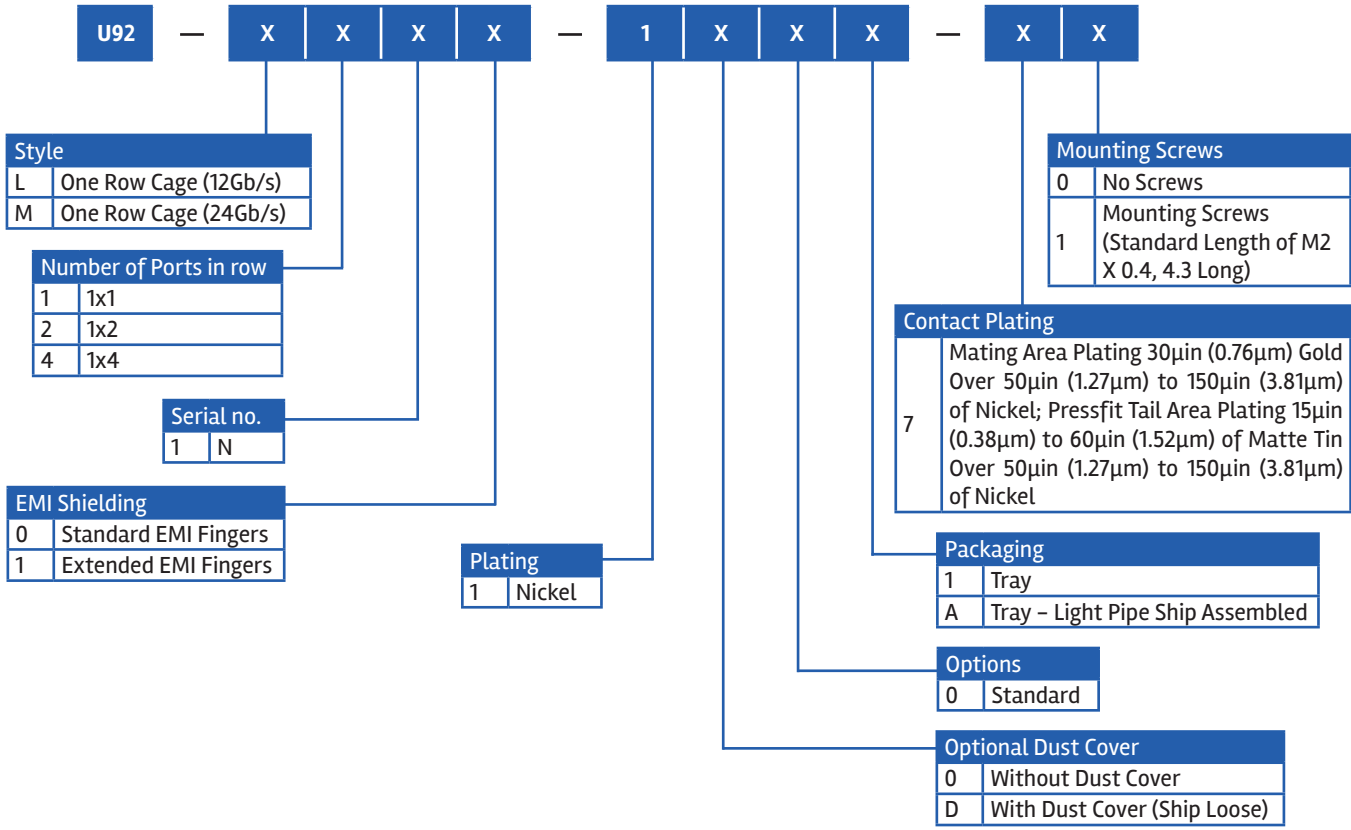 U92 — X X X X — 1 X X X — X X
Style
L One Row Cage (12Gb/s)
M One Row Cage (24Gb/s)
Number of Ports in row
1 1x1
2 1x2
4 1x4
Serial no.
1 N
EMI Shielding
0 Standard EMI Fingers
1 Extended EMI Fingers
Plating
1 Nickel
Mounting Screws
0 No Screws
1 Mounting Screws
(Standard Length of M2
X 0.4, 4.3 Long)
Contact Plating
7 Mating Area Plating 30µin (0.76µm) Gold
Over 50µin (1.27µm) to 150µin (3.81µm)
of Nickel; Pressfit Tail Area Plating 15µin
(0.38µm) to 60µin (1.52µm) of Matte Tin
Over 50µin (1.27µm) to 150µin (3.81µm)
of Nickel
Packaging
1 Tray
A Tray – Light Pipe Ship Assembled
Options
0 Standard
Optional Dust Cover
0 Without Dust Cover
D With Dust Cover (Ship Loose)